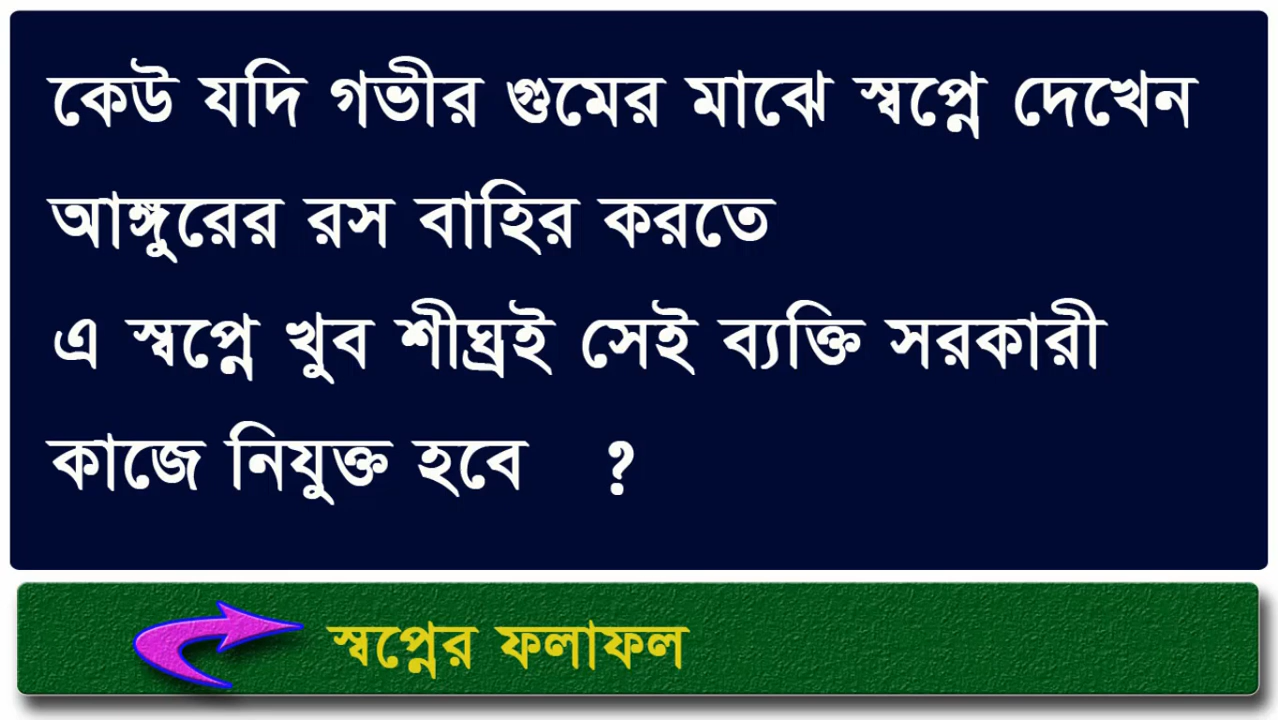 কেউ যদি গভীর গুমের মাঝে স্বপ্নে দেখেন
আঙ্গুরের রস বাহির করতে
এ স্বপ্নে খুব শীঘ্রই সেই ব্যক্তি সরকারী
কাজে নিযুক্ত হবে ?
স্বপ্নের ফলাফল